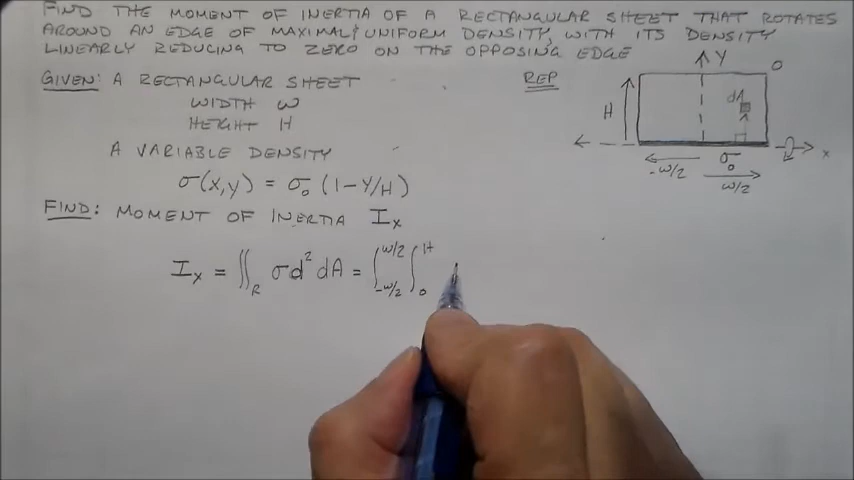 FIND THE MOMENT OF INERTIA OF A RECTANGULAR SHEET THAT ROTATES
AROUND AN EDGE OF MAXIMAL, UNIFORM DENSITY, WITH ITS DENSITY
LINEARLY REDUCING TO ZERO ON THE OPPOSING EDGE
GIVEN: A RECTANGULAR SHEET
WIDTH W
HEIGHT H
A VARIABLE DENSITY
σ(X,Y) = σ₀ (1-Y/H)
FIND: MOMENT OF INERTIA Iₓ
Iₓ = ∬_R σd² dA = ∫_{-W/2}^{W/2} ∫_0^H
REP
Y
0
H
dA
x
-W/2
σ₀
W/2